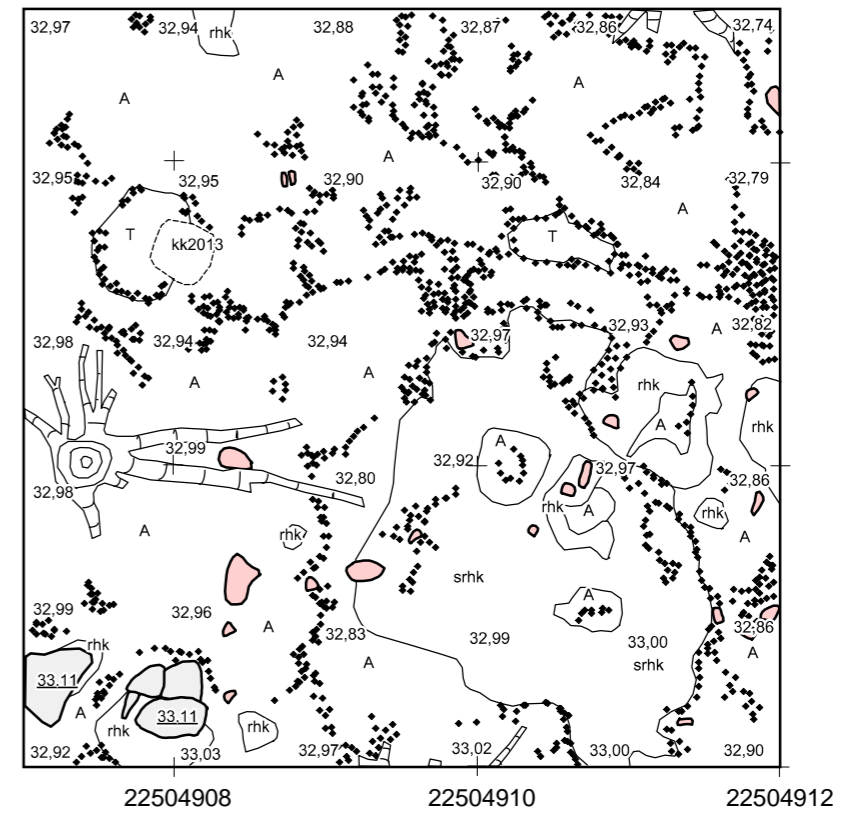 32,97 32,94 rhk 32,88 32,87 32,86 32,74
A A A
A
32,95 32,95 32,90 32,90 32,84 32,79
A
T kk2013 T
32,98 32,94 32,94 32,97 32,93 A 32,82
A A rhk
A rhk
32,99 A
32,98 32,80 32,92 32,97 32,86
A rhk rhk A rhk A
srhk
32,99 32,96 A A
32,83 32,99 33,00 32,86
rhk A srhk A
33.11
A 33.11
rhk rhk
32,92 33,03 32,97 33,02 33,00 32,90
22504908 22504910 22504912